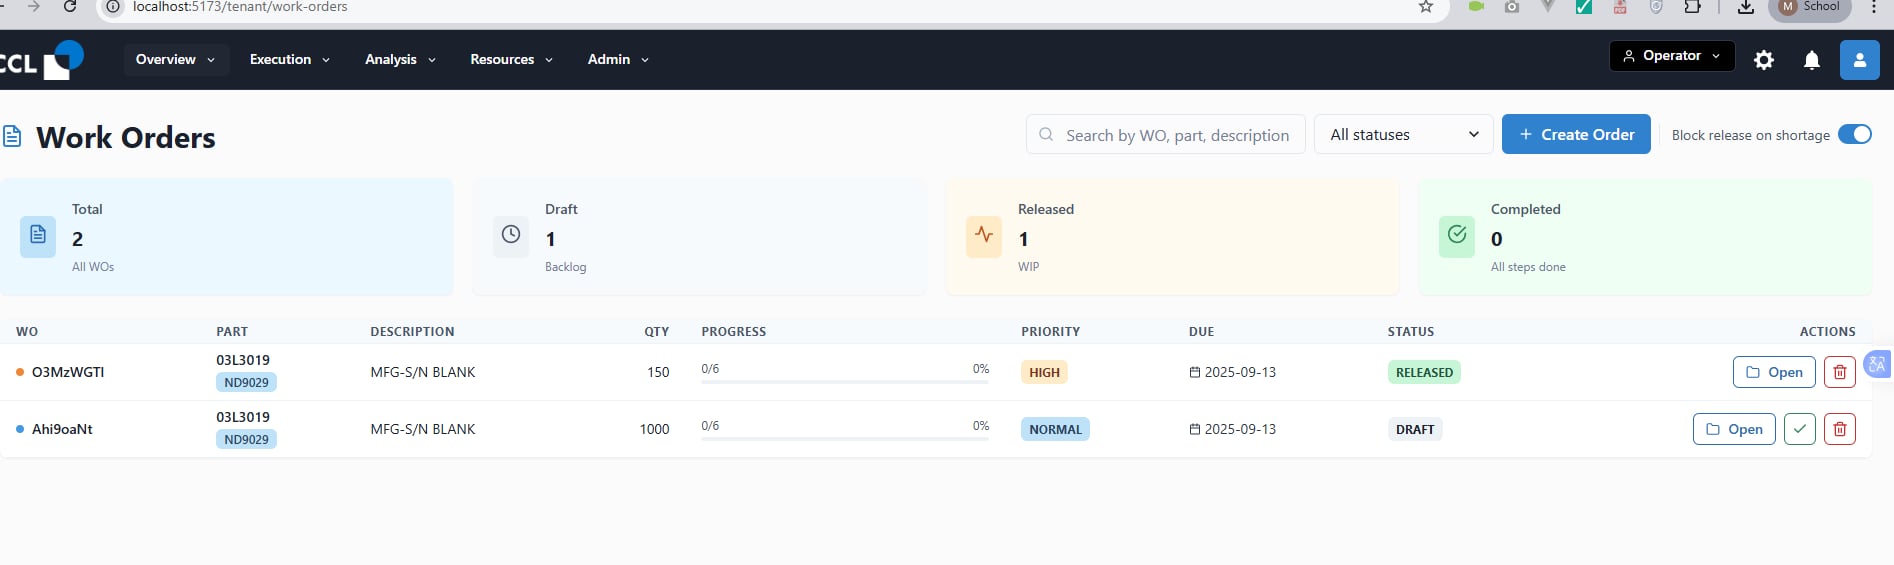 localhost:5173/tenant/work-orders
M School
CCL Overview Execution Analysis Resources Admin Operator
Work Orders
Search by WO, part, description All statuses + Create Order Block release on shortage
Total
2
All WOs
Draft
1
Backlog
Released
1
WIP
Completed
0
All steps done
WO PART DESCRIPTION QTY PROGRESS PRIORITY DUE STATUS ACTIONS
O3MzWGTI 03L3019 ND9029 MFG-S/N BLANK 150 0/6 0% HIGH 2025-09-13 RELEASED Open
Ahi9oaNt 03L3019 ND9029 MFG-S/N BLANK 1000 0/6 0% NORMAL 2025-09-13 DRAFT Open